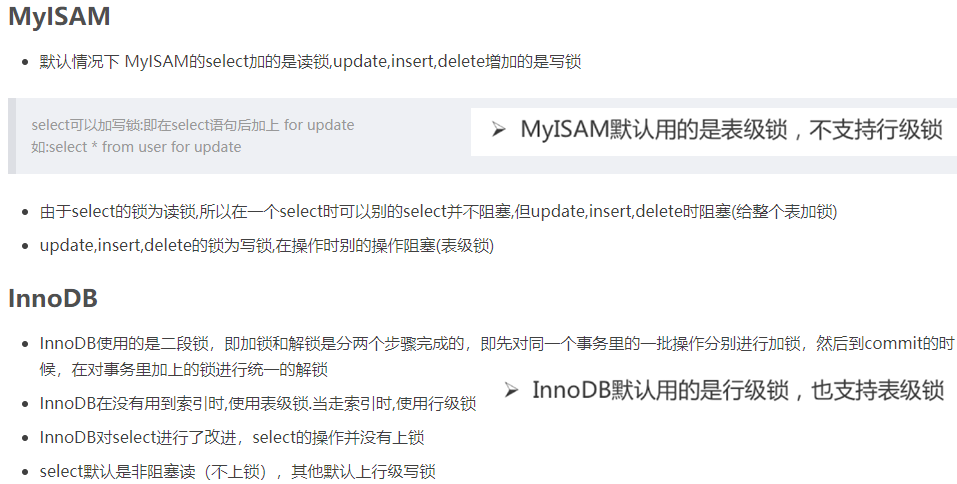 MyISAM
默认情况下 MyISAM的select加的是读锁,update,insert,delete增加的是写锁
select可以加写锁:即在select语句后加上 for update
如:select * from user for update
MyISAM默认用的是表级锁，不支持行级锁
由于select的锁为读锁,所以在一个select时可以别的select并不阻塞,但update,insert,delete时阻塞(给整个表加锁)
update,insert,delete的锁为写锁,在操作时别的操作阻塞(表级锁)
InnoDB
InnoDB使用的是二段锁，即加锁和解锁是分两个步骤完成的，即先对同一个事务里的一批操作分别进行加锁，然后到commit的时
候，在对事务里加上的锁进行统一的解锁
InnoDB默认用的是行级锁，也支持表级锁
InnoDB在没有用到索引时,使用表级锁.当走索引时,使用行级锁
InnoDB对select进行了改进，select的操作并没有上锁
select默认是非阻塞读（不上锁），其他默认上行级写锁